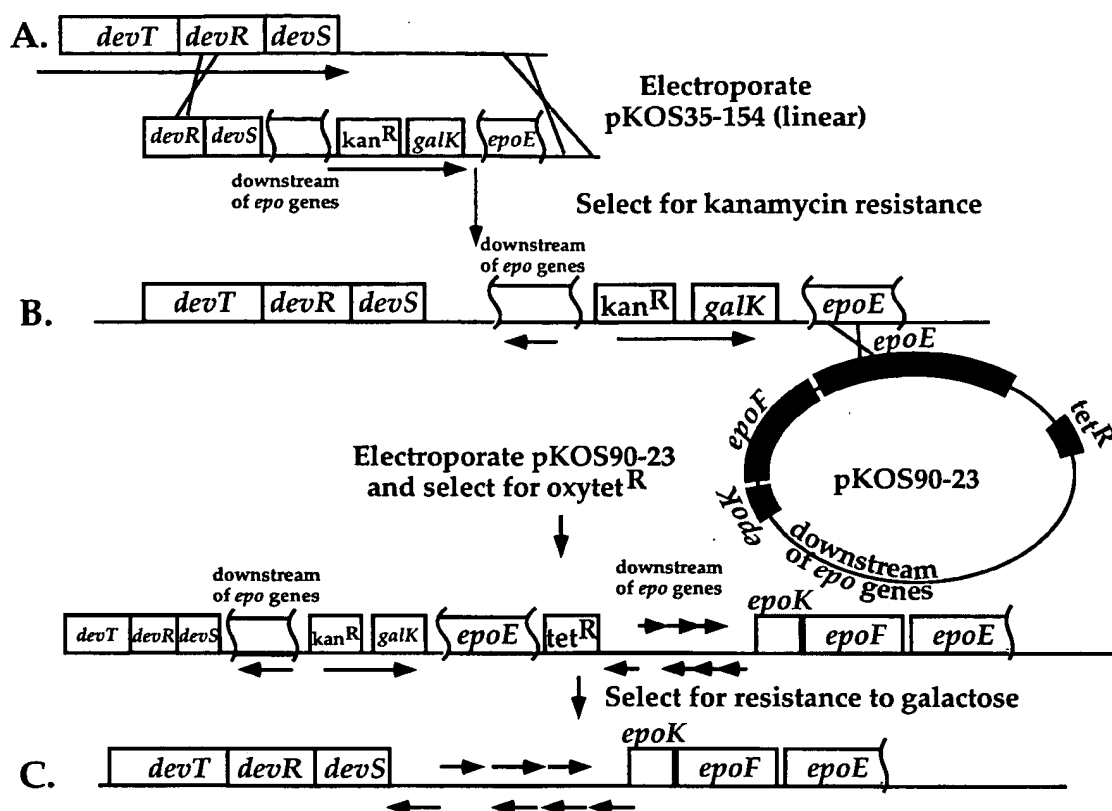 A.
devT devR devS
Electroporate
pKOS35-154 (linear)
devR devS kanR galK epoE
downstream
of epo genes
Select for kanamycin resistance
downstream
of epo genes
B.
devT devR devS kanR galK epoE
epoE
epoF
tetR
Electroporate pKOS90-23
and select for oxytetR
pKOS90-23
epoK
downstream
of epo genes
downstream
of epo genes
downstream
of epo genes
epoK
devT devR devS kanR galK epoE tetR epoF epoE
Select for resistance to galactose
epoK
C.
devT devR devS epoF epoE